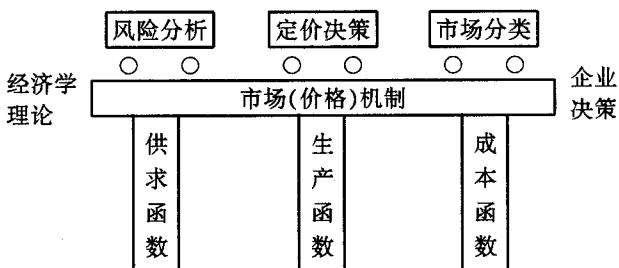 风险分析
定价决策
市场分类
经济学
理论
市场(价格)机制
企业
决策
供求函数
生产函数
成本函数